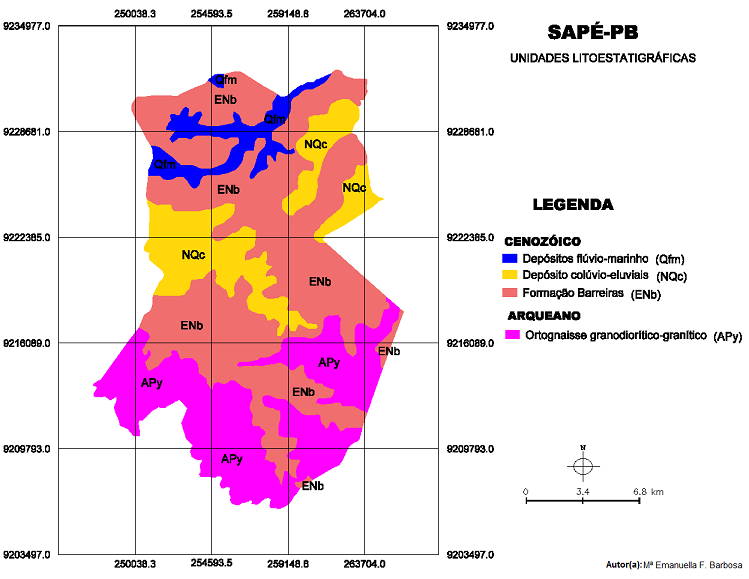 250038.3 254593.5 259148.8 263704.0
9234977.0 9234977.0
SAPÉ-PB
UNIDADES LITOESTATIGRÁFICAS
Qfm
ENb
Qfm
9228681.0 9228681.0
NQc
Qfm
ENb
NQc
LEGENDA
9222385.0 9222385.0
CENOZÓICO
NQc
Depósitos flúvio-marinho (Qfm)
Depósito colúvio-eluviais (NQc)
ENb
Formação Barreiras (ENb)
ARQUEANO
ENb
Ortognaisse granodiorítico-granítico (APy)
9216089.0 9216089.0
ENb
APy
APy
ENb
9209793.0 9209793.0
N
APy
ENb
0 3.4 6.8 km
9203497.0 9203497.0
250038.3 254593.5 259148.8 263704.0
Autor(a): Mª Emanuella F. Barbosa